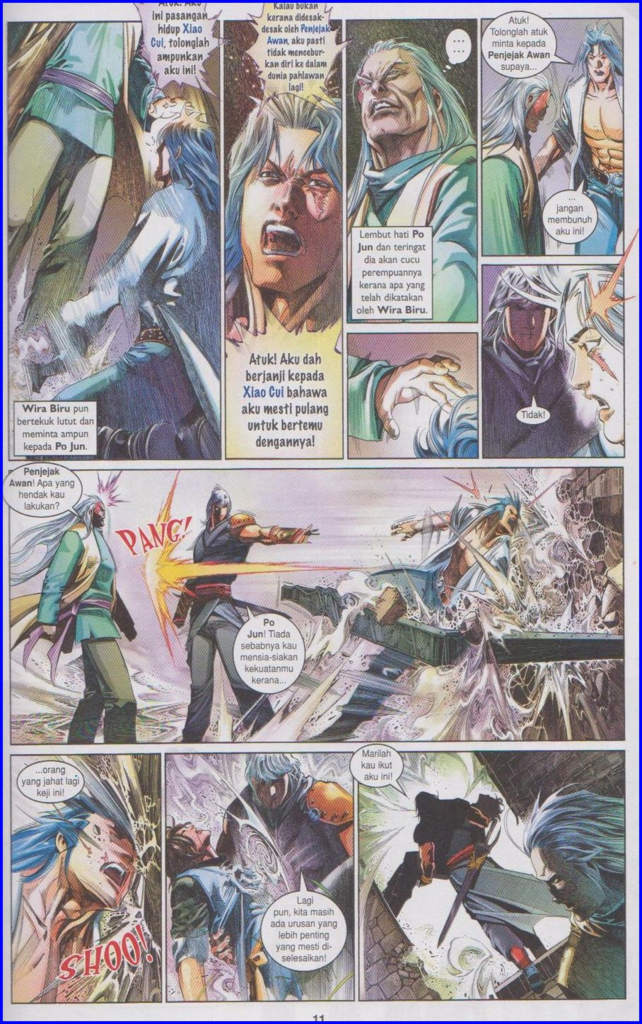 Atuk! Aku
ini pasangan
hidup Xiao
Cui, tolonglah
ampunkan
aku ini!
Kalau bukan
kerana didesak-
desak oleh Penjejak
Awan, aku pasti
tidak mencebur-
kan diri ke dalam
dunia pahlawan
lagi!
...
...
Atuk!
Tolonglah atuk
minta kepada
Penjejak Awan
supaya...
...
jangan
membunuh
aku ini!
Lembut hati Po
Jun dan teringat
dia akan cucu
perempuannya
kerana apa yang
telah dikatakan
oleh Wira Biru.
Atuk! Aku dah
berjanji kepada
Xiao Cui bahawa
aku mesti pulang
untuk bertemu
dengannya!
Wira Biru pun
bertekuk lutut dan
meminta ampun
kepada Po Jun.
Tidak!
Penjejak
Awan! Apa yang
hendak kau
lakukan?
PANG!
Po
Jun! Tiada
sebabnya kau
mensia-siakan
kekuatanmu
kerana...
...orang
yang jahat lagi
keji ini!
SHOO!
Lagi
pun, kita masih
ada urusan yang
lebih penting
yang mesti di-
selesaikan!
Marilah
kau ikut
aku ini!
11